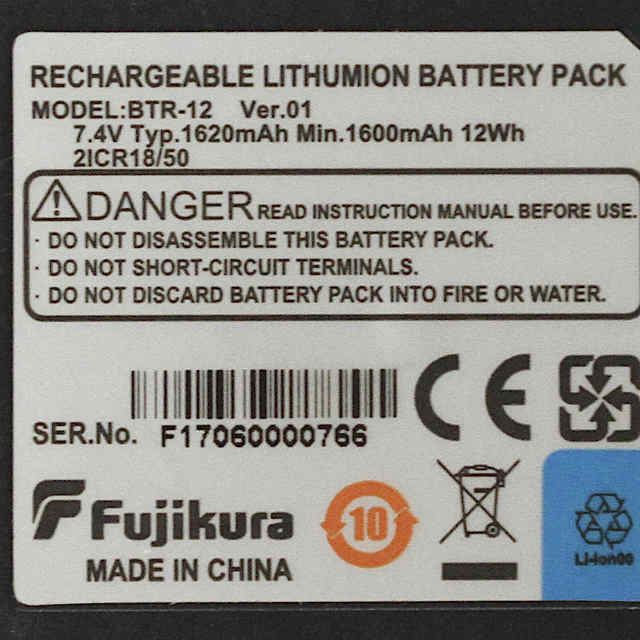 RECHARGEABLE LITHUMION BATTERY PACK
MODEL:BTR-12 Ver.01
7.4V Typ.1620mAh Min.1600mAh 12Wh
2ICR18/50
DANGER READ INSTRUCTION MANUAL BEFORE USE.
· DO NOT DISASSEMBLE THIS BATTERY PACK.
· DO NOT SHORT-CIRCUIT TERMINALS.
· DO NOT DISCARD BATTERY PACK INTO FIRE OR WATER.
CE
SER.No. F17060000766
Fujikura
10
MADE IN CHINA
Li-ion00